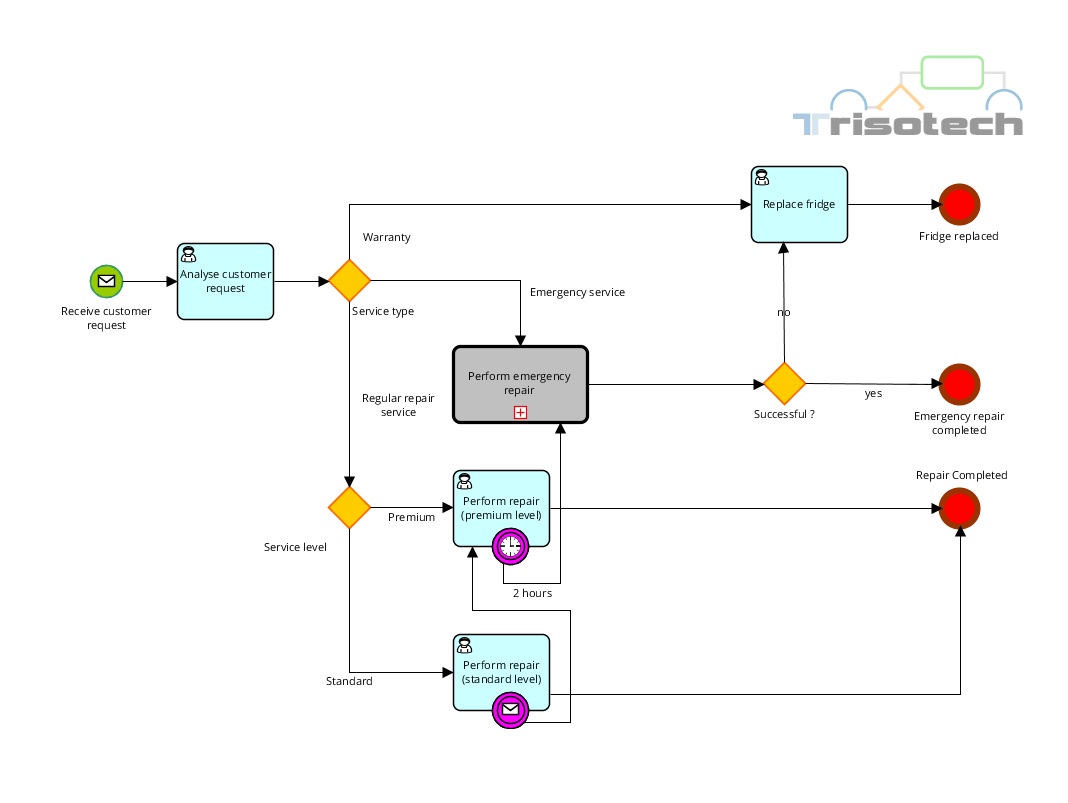 Trisotech
Replace fridge
Fridge replaced
Warranty
Analyse customer
request
Receive customer
request
Service type
Emergency service
no
Perform emergency
repair
Successful ?
yes
Emergency repair
completed
Regular repair
service
Repair Completed
Perform repair
(premium level)
Premium
Service level
2 hours
Perform repair
(standard level)
Standard